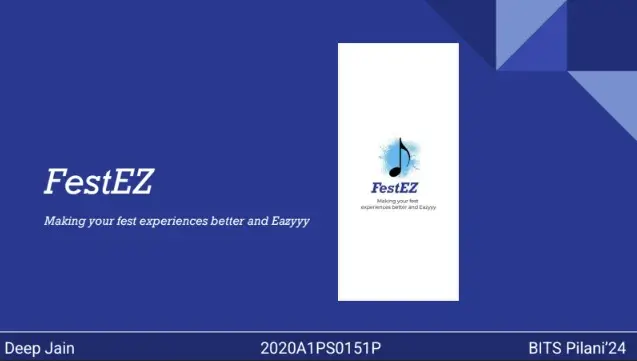 FestEZ
Making your fest experiences better and Eazyyy
FestEZ
Making your fest
experiences better and Eazyyy
Deep Jain
2020A1PS0151P
BITS Pilani'24